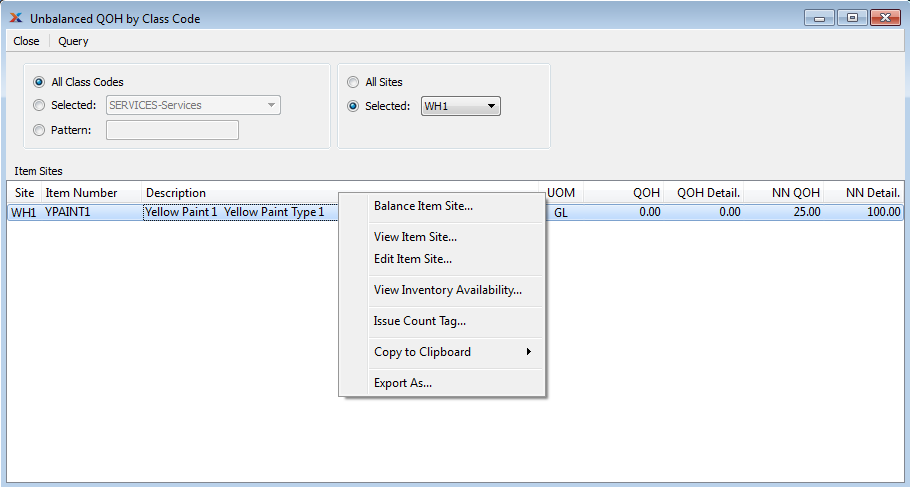 Unbalanced QOH by Class Code
Close Query
All Class Codes
All Sites
Selected: SERVICES-Services
Selected: WH1
Pattern:
Item Sites
Site Item Number Description UOM QOH QOH Detail. NN QOH NN Detail.
WH1 YPAINT1 Yellow Paint 1 Yellow Paint Type 1 GL 0.00 0.00 25.00 100.00
Balance Item Site...
View Item Site...
Edit Item Site...
View Inventory Availability...
Issue Count Tag...
Copy to Clipboard
Export As...